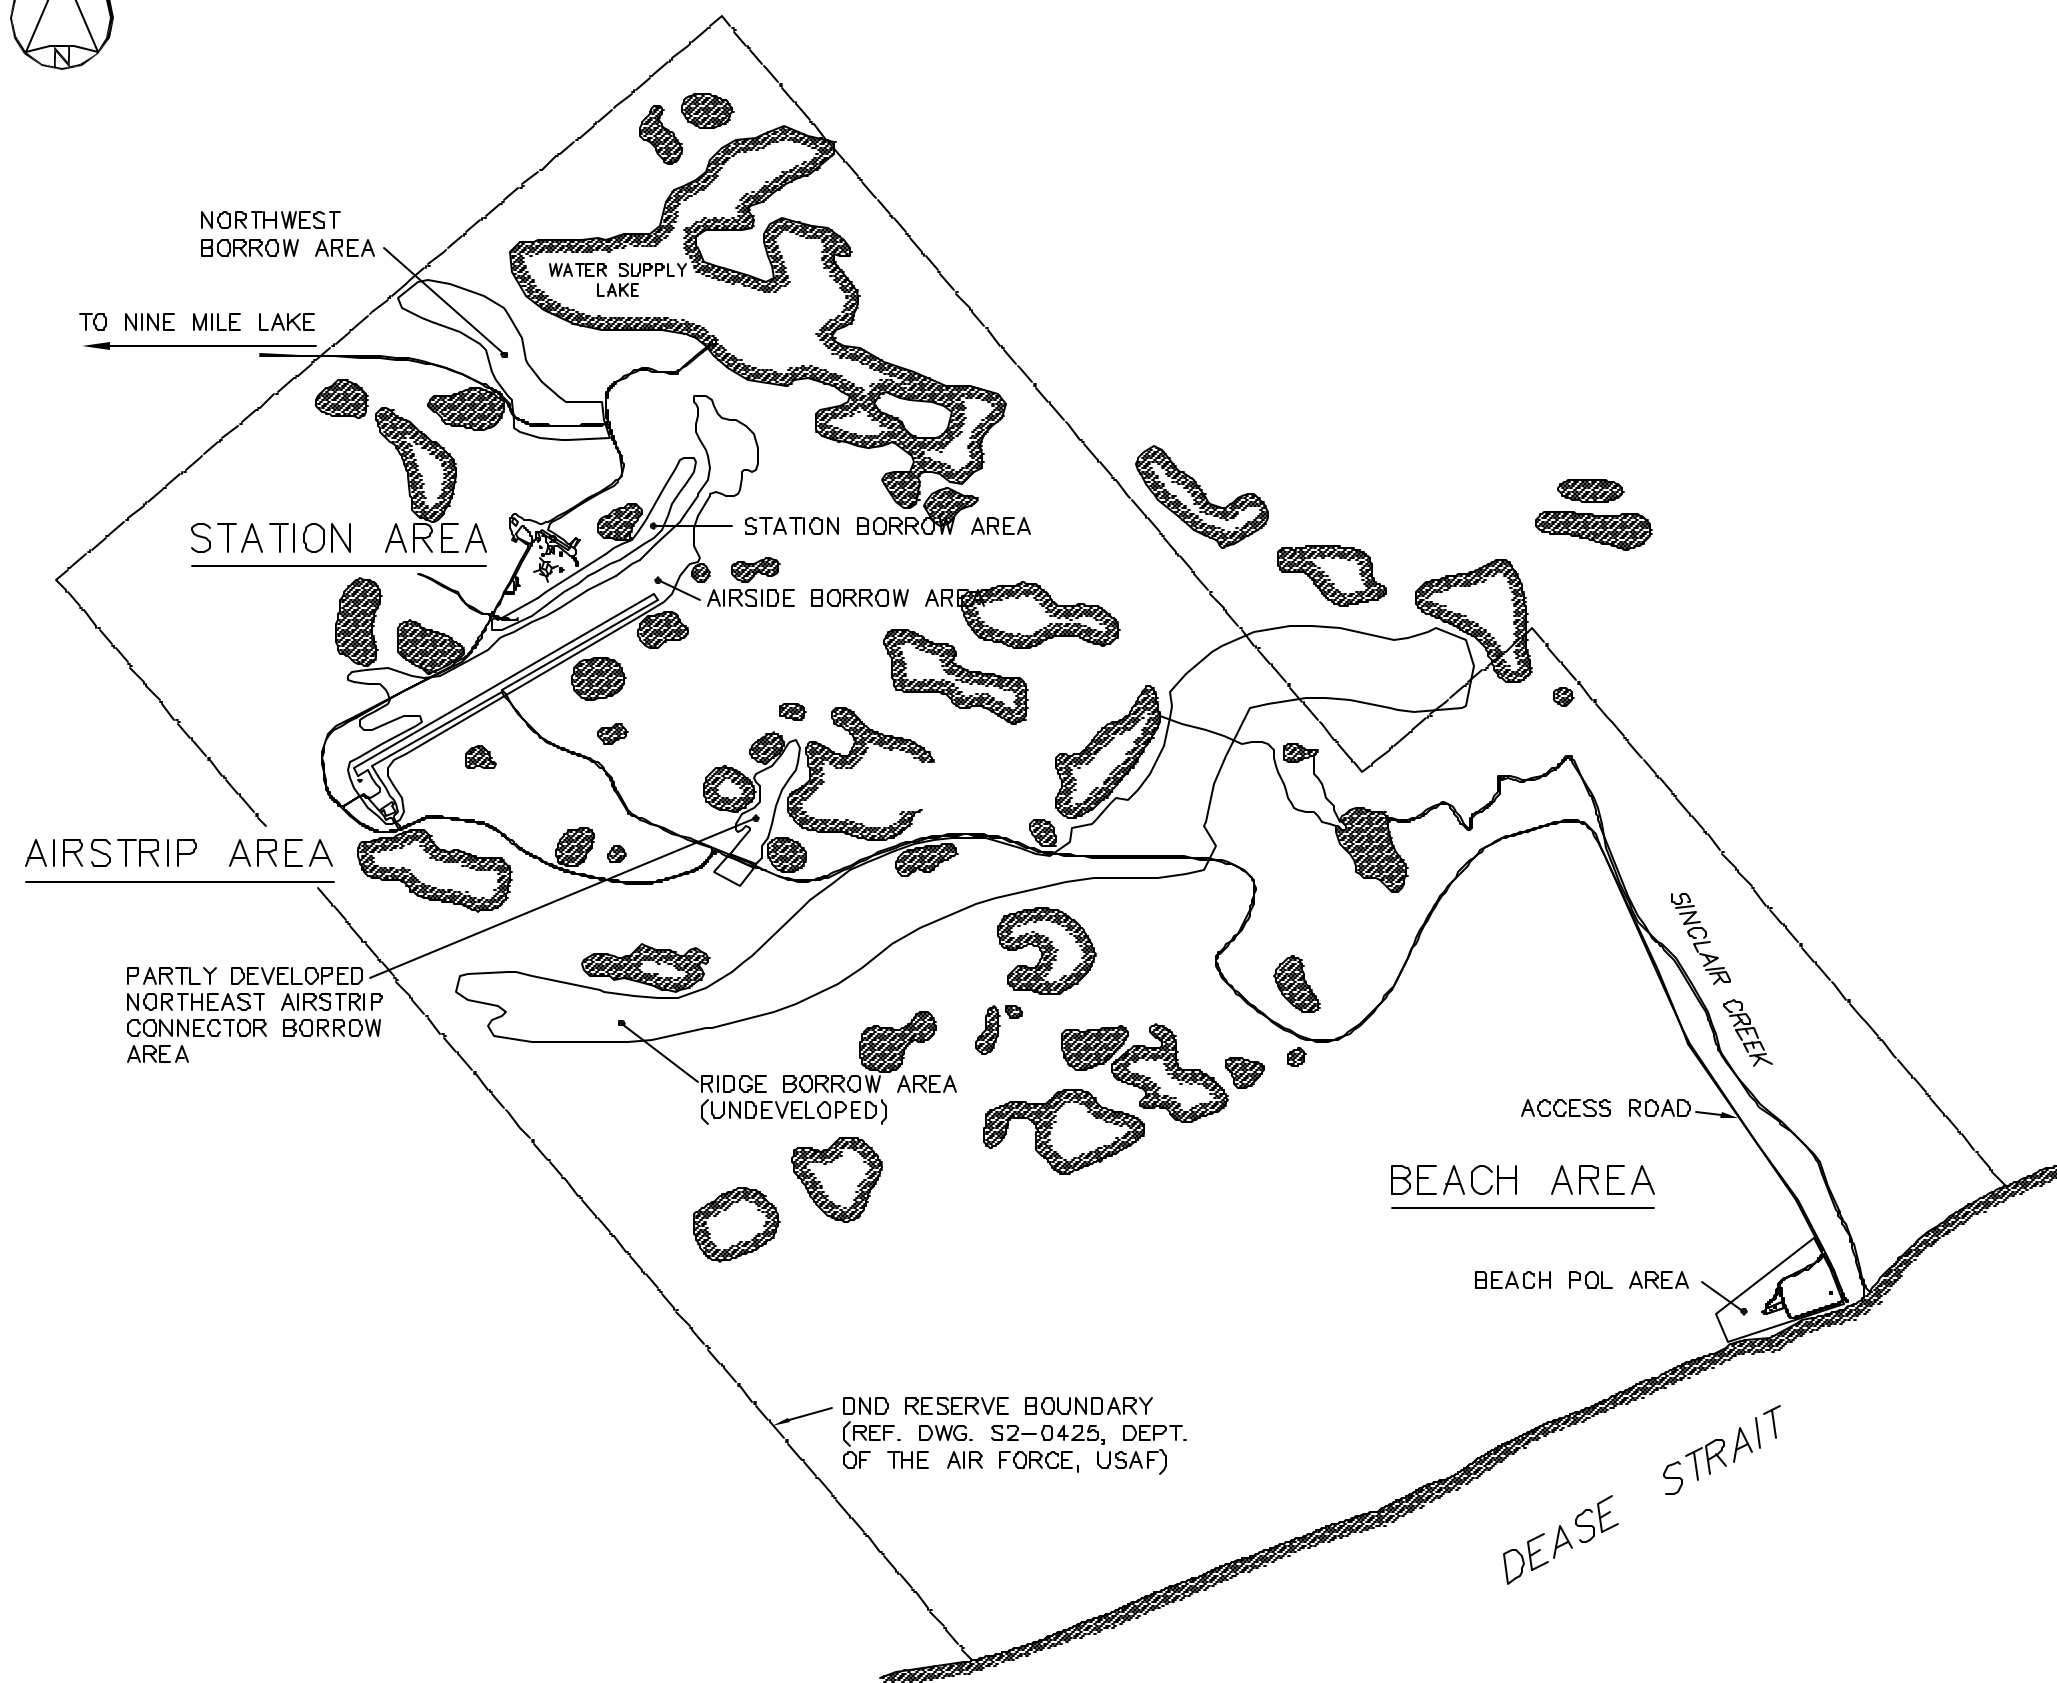 N
NORTHWEST
BORROW AREA
WATER SUPPLY
LAKE
TO NINE MILE LAKE
STATION AREA
STATION BORROW AREA
AIRSIDE BORROW AREA
AIRSTRIP AREA
PARTLY DEVELOPED
NORTHEAST AIRSTRIP
CONNECTOR BORROW
AREA
SINCLAIR CREEK
RIDGE BORROW AREA
(UNDEVELOPED)
ACCESS ROAD
BEACH AREA
BEACH POL AREA
DND RESERVE BOUNDARY
(REF. DWG. S2-0425, DEPT.
OF THE AIR FORCE, USAF)
DEASE STRAIT